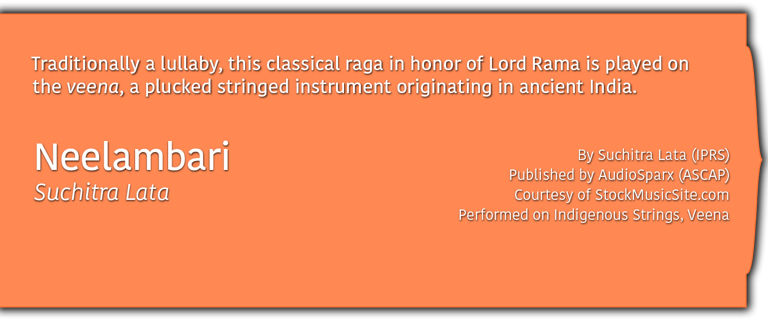 Traditionally a lullaby, this classical raga in honor of Lord Rama is played on
the veena, a plucked stringed instrument originating in ancient India.
Neelambari
Suchitra Lata
By Suchitra Lata (IPRS)
Published by AudioSparx (ASCAP)
Courtesy of StockMusicSite.com
Performed on Indigenous Strings, Veena